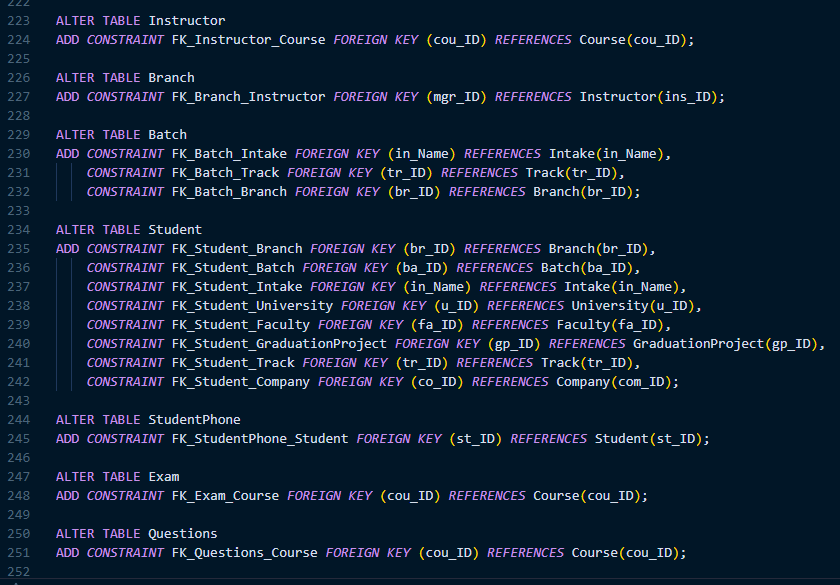 222
223 ALTER TABLE Instructor
224 ADD CONSTRAINT FK_Instructor_Course FOREIGN KEY (cou_ID) REFERENCES Course(cou_ID);
225
226 ALTER TABLE Branch
227 ADD CONSTRAINT FK_Branch_Instructor FOREIGN KEY (mgr_ID) REFERENCES Instructor(ins_ID);
228
229 ALTER TABLE Batch
230 ADD CONSTRAINT FK_Batch_Intake FOREIGN KEY (in_Name) REFERENCES Intake(in_Name),
231 CONSTRAINT FK_Batch_Track FOREIGN KEY (tr_ID) REFERENCES Track(tr_ID),
232 CONSTRAINT FK_Batch_Branch FOREIGN KEY (br_ID) REFERENCES Branch(br_ID);
233
234 ALTER TABLE Student
235 ADD CONSTRAINT FK_Student_Branch FOREIGN KEY (br_ID) REFERENCES Branch(br_ID),
236 CONSTRAINT FK_Student_Batch FOREIGN KEY (ba_ID) REFERENCES Batch(ba_ID),
237 CONSTRAINT FK_Student_Intake FOREIGN KEY (in_Name) REFERENCES Intake(in_Name),
238 CONSTRAINT FK_Student_University FOREIGN KEY (u_ID) REFERENCES University(u_ID),
239 CONSTRAINT FK_Student_Faculty FOREIGN KEY (fa_ID) REFERENCES Faculty(fa_ID),
240 CONSTRAINT FK_Student_GraduationProject FOREIGN KEY (gp_ID) REFERENCES GraduationProject(gp_ID),
241 CONSTRAINT FK_Student_Track FOREIGN KEY (tr_ID) REFERENCES Track(tr_ID),
242 CONSTRAINT FK_Student_Company FOREIGN KEY (co_ID) REFERENCES Company(com_ID);
243
244 ALTER TABLE StudentPhone
245 ADD CONSTRAINT FK_StudentPhone_Student FOREIGN KEY (st_ID) REFERENCES Student(st_ID);
246
247 ALTER TABLE Exam
248 ADD CONSTRAINT FK_Exam_Course FOREIGN KEY (cou_ID) REFERENCES Course(cou_ID);
249
250 ALTER TABLE Questions
251 ADD CONSTRAINT FK_Questions_Course FOREIGN KEY (cou_ID) REFERENCES Course(cou_ID);
252